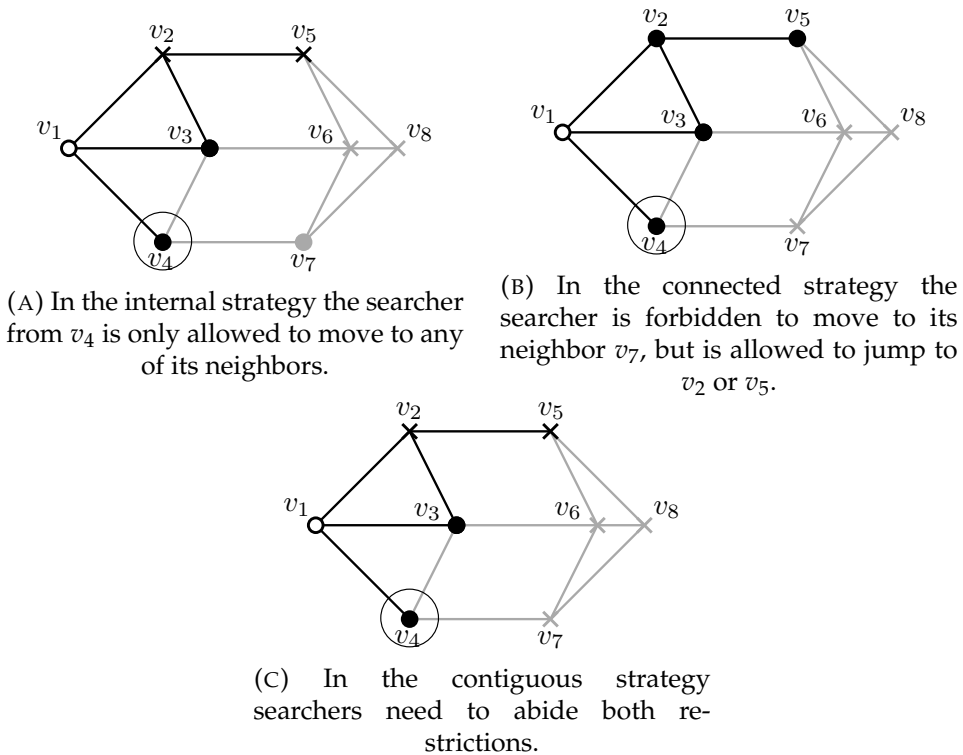 v2 v5
v1 v3 v6 v8
v4 v7
(A) In the internal strategy the searcher
from v4 is only allowed to move to any
of its neighbors.
v2 v5
v1 v3 v6 v8
v4 v7
(B) In the connected strategy the
searcher is forbidden to move to its
neighbor v7, but is allowed to jump to
v2 or v5.
v2 v5
v1 v3 v6 v8
v4 v7
(C) In the contiguous strategy
searchers need to abide both re-
strictions.